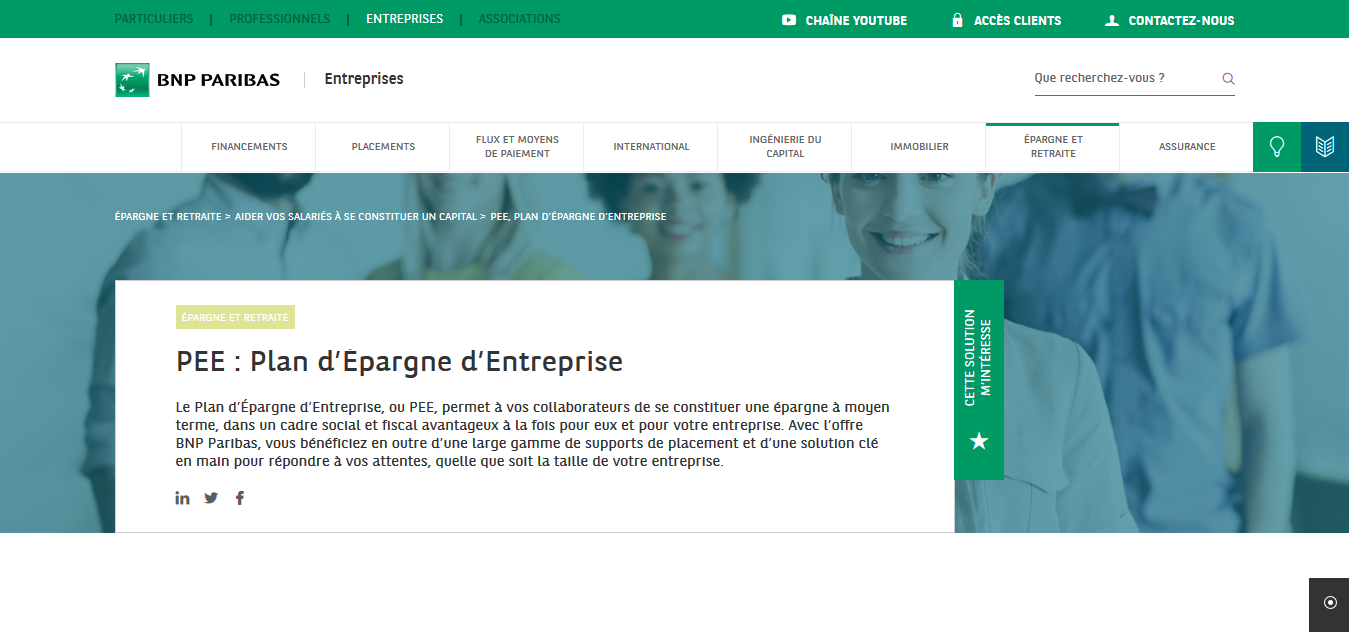 PARTICULIERS | PROFESSIONNELS | ENTREPRISES | ASSOCIATIONS
CHAÎNE YOUTUBE
ACCÈS CLIENTS
CONTACTEZ-NOUS
BNP PARIBAS
Entreprises
Que recherchez-vous ?
FINANCEMENTS
PLACEMENTS
FLUX ET MOYENS
DE PAIEMENT
INTERNATIONAL
INGÉNIERIE DU
CAPITAL
IMMOBILIER
ÉPARGNE ET
RETRAITE
ASSURANCE
ÉPARGNE ET RETRAITE > AIDER VOS SALARIÉS À SE CONSTITUER UN CAPITAL > PEE, PLAN D'ÉPARGNE D'ENTREPRISE
ÉPARGNE ET RETRAITE
PEE : Plan d'Épargne d'Entreprise
Le Plan d'Épargne d'Entreprise, ou PEE, permet à vos collaborateurs de se constituer une épargne à moyen
terme, dans un cadre social et fiscal avantageux à la fois pour eux et pour votre entreprise. Avec l'offre
BNP Paribas, vous bénéficiez en outre d'une large gamme de supports de placement et d'une solution clé
en main pour répondre à vos attentes, quelle que soit la taille de votre entreprise.
CETTE SOLUTION
M'INTÉRESSE